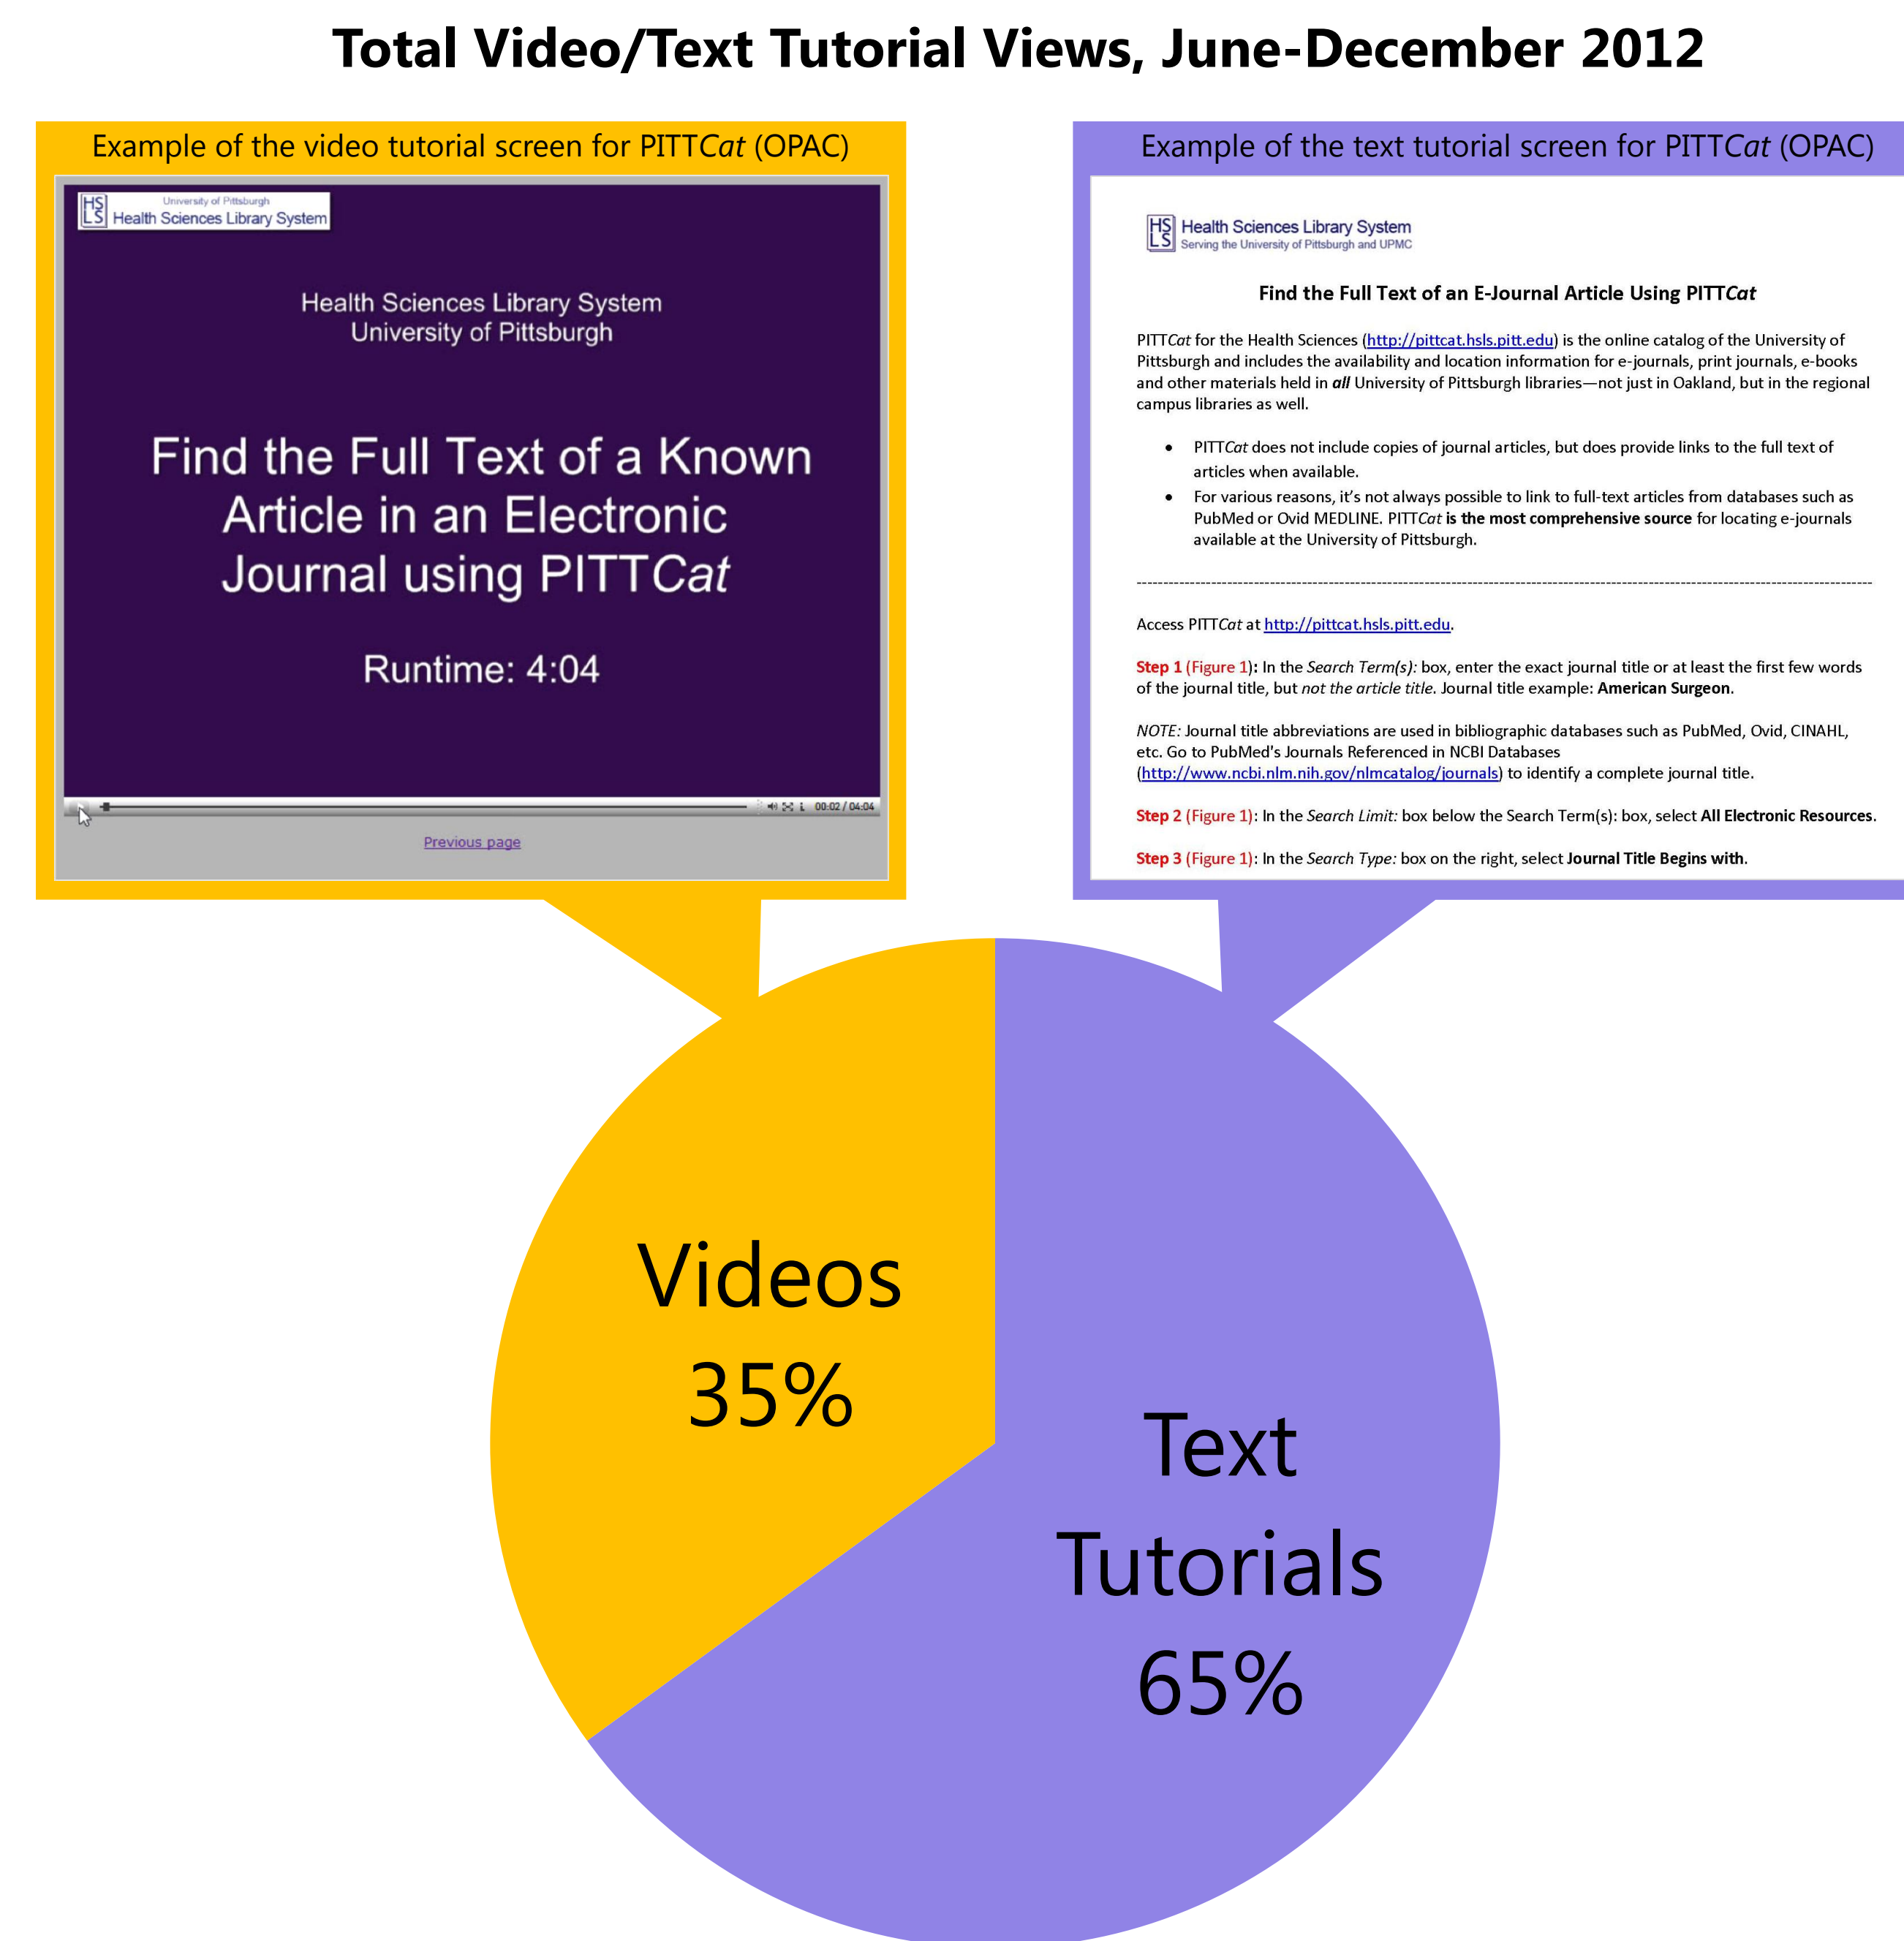 Total Video/Text Tutorial Views, June-December 2012
Example of the video tutorial screen for PITTCat (OPAC)
HS
LS
University of Pittsburgh
Health Sciences Library System
Health Sciences Library System
University of Pittsburgh
Find the Full Text of a Known
Article in an Electronic
Journal using PITTCat
Runtime: 4:04
00:02 / 04:04
Previous page
Example of the text tutorial screen for PITTCat (OPAC)
HS
LS
Health Sciences Library System
Serving the University of Pittsburgh and UPMC
Find the Full Text of an E-Journal Article Using PITTCat
PITTCat for the Health Sciences (http://pittcat.hsls.pitt.edu) is the online catalog of the University of
Pittsburgh and includes the availability and location information for e-journals, print journals, e-books
and other materials held in all University of Pittsburgh libraries—not just in Oakland, but in the regional
campus libraries as well.
• PITTCat does not include copies of journal articles, but does provide links to the full text of
articles when available.
• For various reasons, it's not always possible to link to full-text articles from databases such as
PubMed or Ovid MEDLINE. PITTCat is the most comprehensive source for locating e-journals
available at the University of Pittsburgh.
Access PITTCat at http://pittcat.hsls.pitt.edu.
Step 1 (Figure 1): In the Search Term(s): box, enter the exact journal title or at least the first few words
of the journal title, but not the article title. Journal title example: American Surgeon.
NOTE: Journal title abbreviations are used in bibliographic databases such as PubMed, Ovid, CINAHL,
etc. Go to PubMed's Journals Referenced in NCBI Databases
(http://www.ncbi.nlm.nih.gov/nlmcatalog/journals) to identify a complete journal title.
Step 2 (Figure 1): In the Search Limit: box below the Search Term(s): box, select All Electronic Resources.
Step 3 (Figure 1): In the Search Type: box on the right, select Journal Title Begins with.
Videos
35%
Text
Tutorials
65%